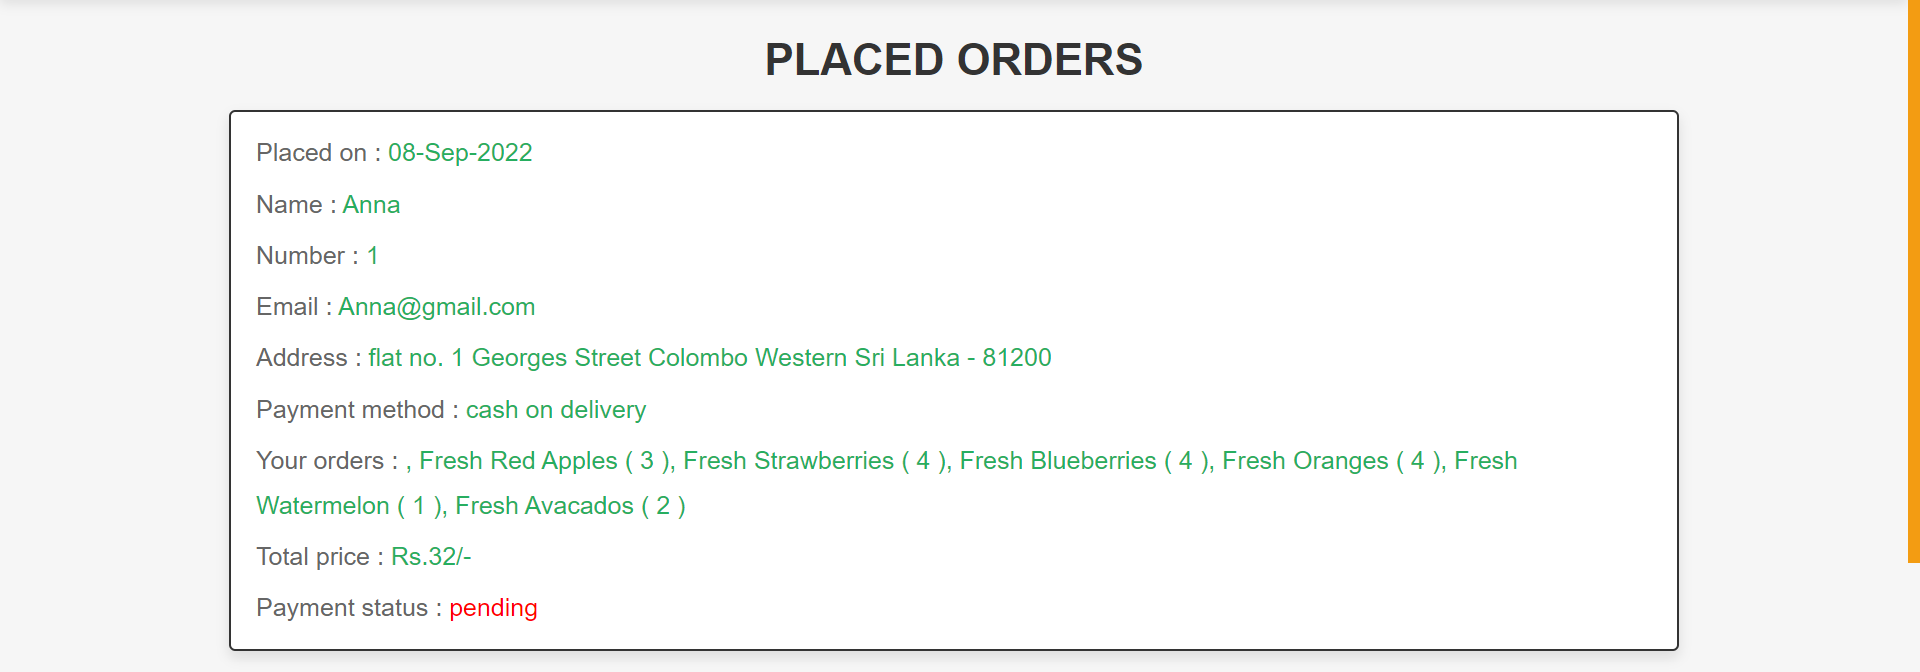 PLACED ORDERS
Placed on : 08-Sep-2022
Name : Anna
Number : 1
Email : Anna@gmail.com
Address : flat no. 1 Georges Street Colombo Western Sri Lanka - 81200
Payment method : cash on delivery
Your orders : , Fresh Red Apples ( 3 ), Fresh Strawberries ( 4 ), Fresh Blueberries ( 4 ), Fresh Oranges ( 4 ), Fresh
Watermelon ( 1 ), Fresh Avacados ( 2 )
Total price : Rs.32/-
Payment status : pending